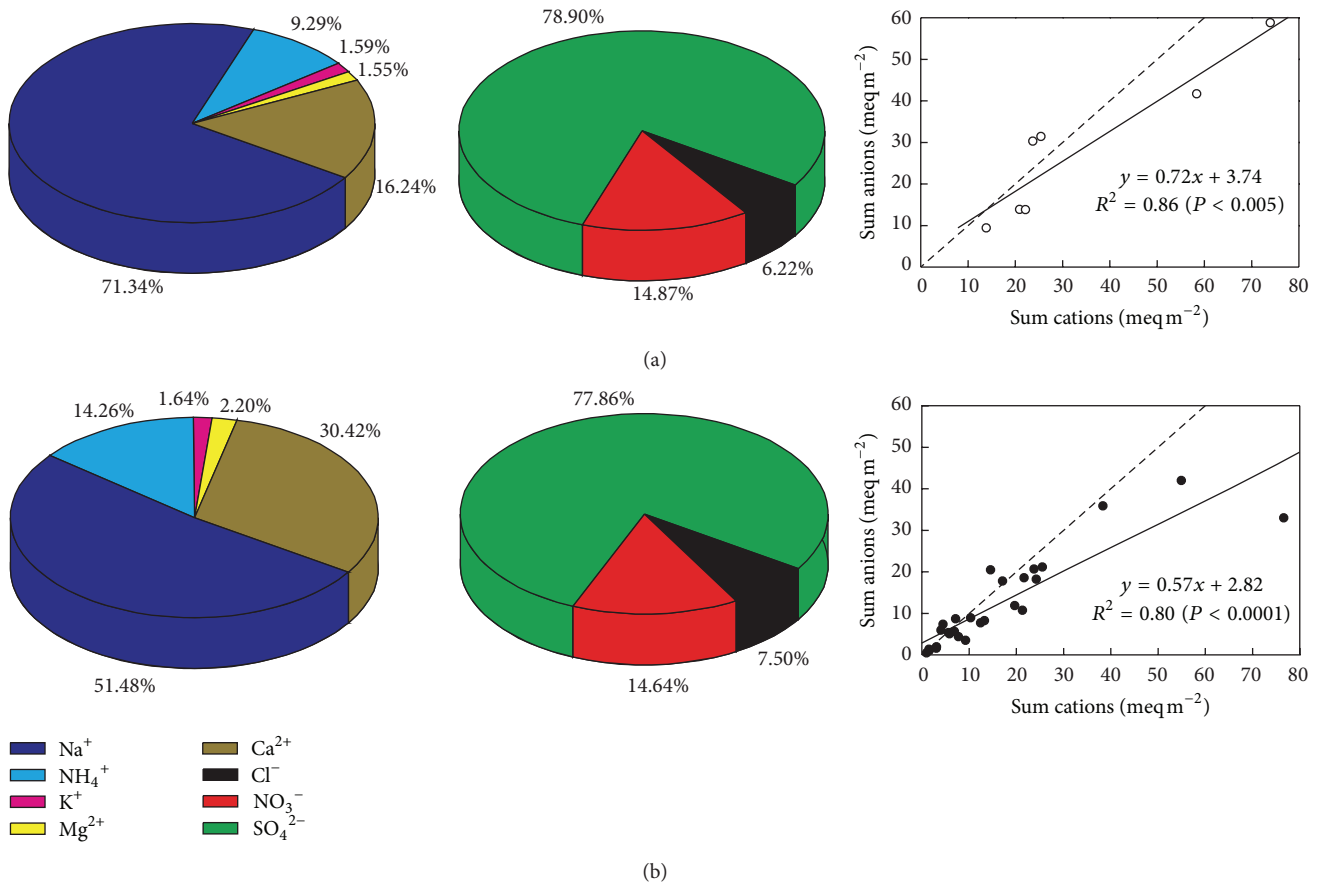 9.29%
1.59%
1.55%
16.24%
71.34%
78.90%
6.22%
14.87%
60
50
40
30
20
10
0
Sum anions (meq m⁻²)
y = 0.72x + 3.74
R² = 0.86 (P < 0.005)
0 10 20 30 40 50 60 70 80
Sum cations (meq m⁻²)
(a)
14.26%
1.64%
2.20%
30.42%
51.48%
77.86%
7.50%
14.64%
60
50
40
30
20
10
0
Sum anions (meq m⁻²)
y = 0.57x + 2.82
R² = 0.80 (P < 0.0001)
0 10 20 30 40 50 60 70 80
Sum cations (meq m⁻²)
Na⁺
NH₄⁺
K⁺
Mg²⁺
Ca²⁺
Cl⁻
NO₃⁻
SO₄²⁻
(b)